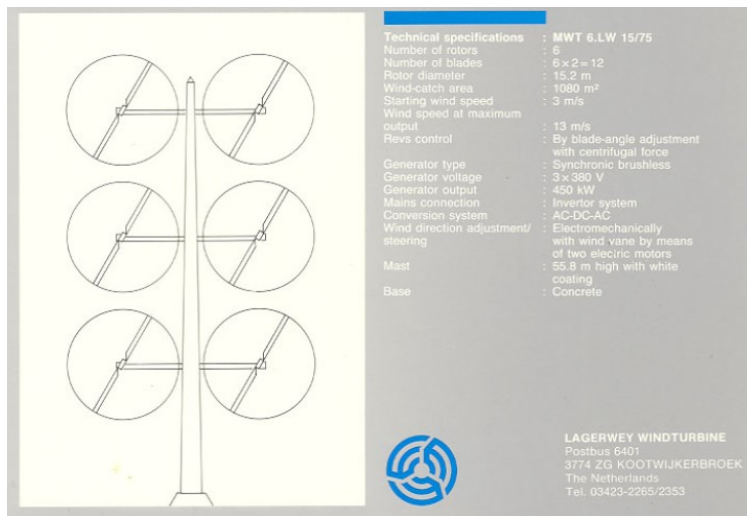 Technical specifications : MWT 6.LW 15/75
Number of rotors : 6
Number of blades : 6 × 2 = 12
Rotor diameter : 15.2 m
Wind-catch area : 1080 m²
Starting wind speed : 3 m/s
Wind speed at maximum
output : 13 m/s
Revs control : By blade-angle adjustment
with centrifugal force
Generator type : Synchronic brushless
Generator voltage : 3 × 380 V
Generator output : 450 kW
Mains connection : Invertor system
Conversion system : AC-DC-AC
Wind direction adjustment/ : Electromechanically
steering with wind vane by means
of two electric motors
Mast : 55.8 m high with white
coating
Base : Concrete
LAGERWEY WINDTURBINE
Postbus 6401
3774 ZG KOOTWIJKERBROEK
The Netherlands
Tel. 03423-2265/2353